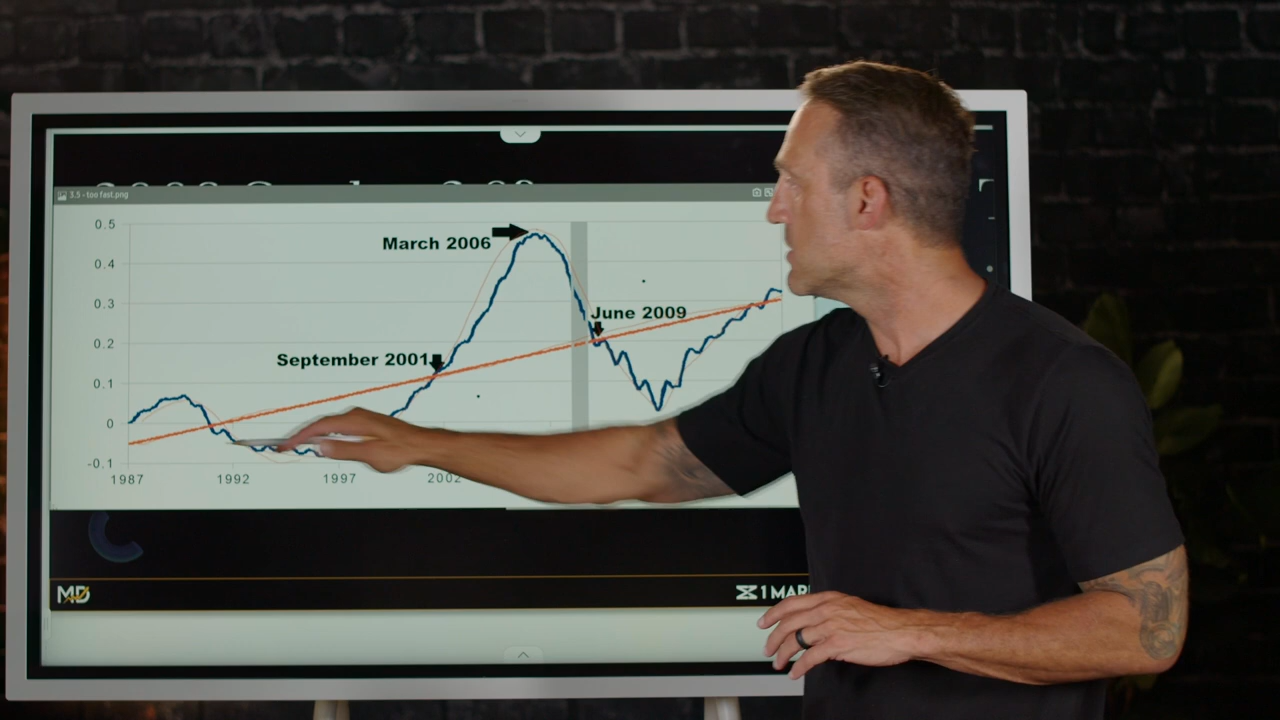 3.5 - too fast.png
0.5
March 2006
0.4
0.3
June 2009
0.2
September 2001
0.1
0
-0.1
1987
1992
1997
2002
MD
1 MAR